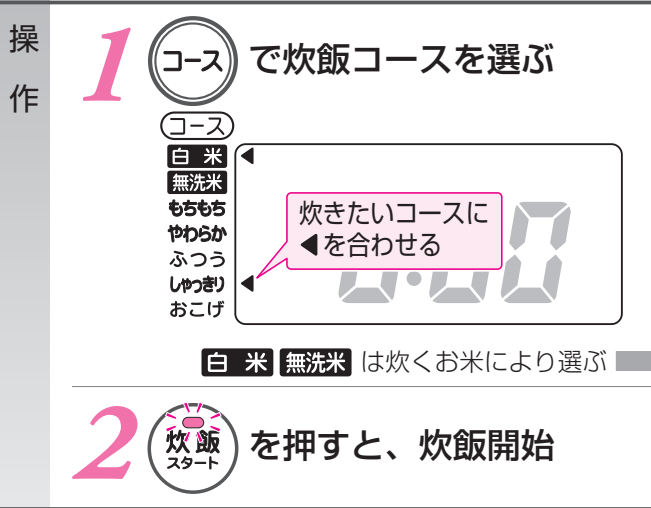 操作
1 コース で炊飯コースを選ぶ
コース
白米 ◀
無洗米
もちもち
やわらか
ふつう
しゃっきり ◀
おこげ
炊きたいコースに
◀を合わせる
0:00
白米 無洗米 は炊くお米により選ぶ
2 炊飯 スタート を押すと、炊飯開始